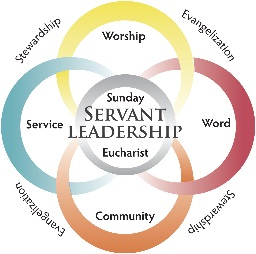 Stewardship
Evangelization
Worship
Sunday
SERVANT
Service
Word
LEADERSHIP
Eucharist
Evangelization
Stewardship
Community